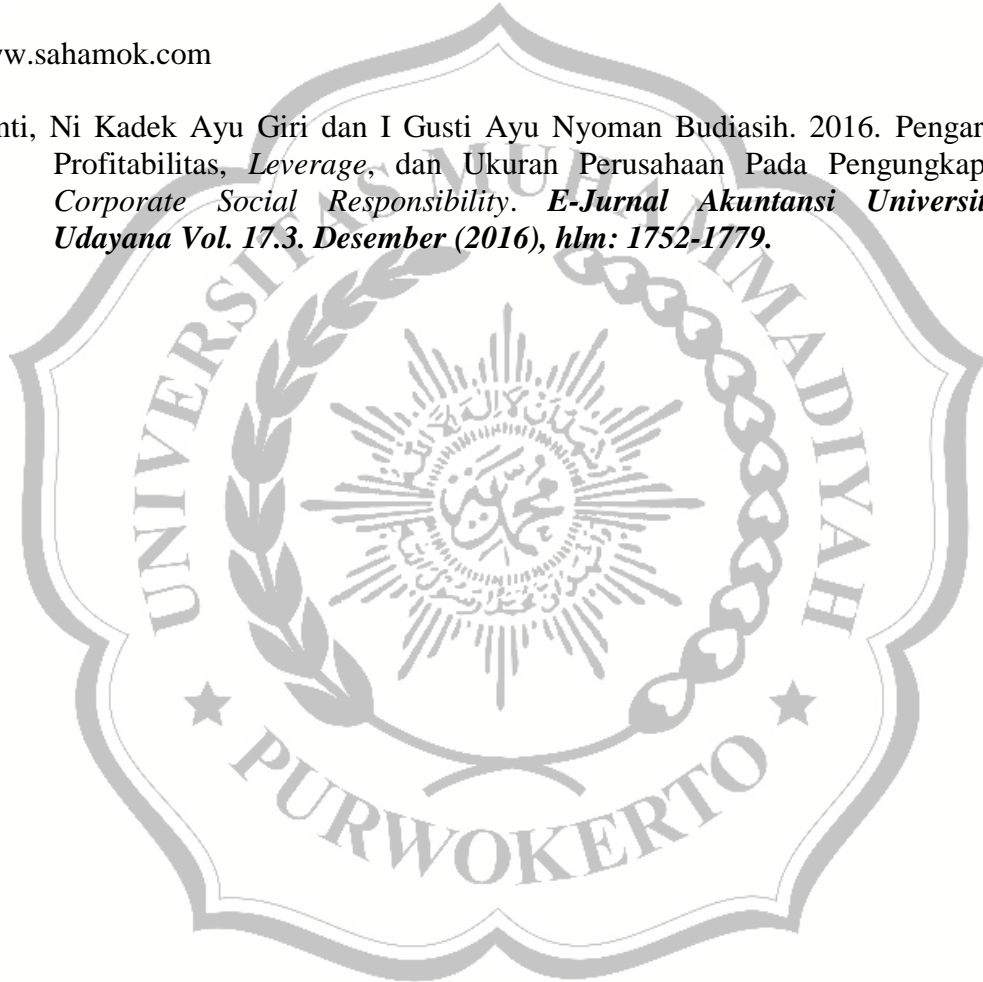 ww.sahamok.com
nti, Ni Kadek Ayu Giri dan I Gusti Ayu Nyoman Budiasih. 2016. Pengar
Profitabilitas, Leverage, dan Ukuran Perusahaan Pada Pengungkap
Corporate Social Responsibility. E-Jurnal Akuntansi Universit
Udayana Vol. 17.3. Desember (2016), hlm: 1752-1779.
UNIVERSITAS MUHAMMADIYAH
PURWOKERTO